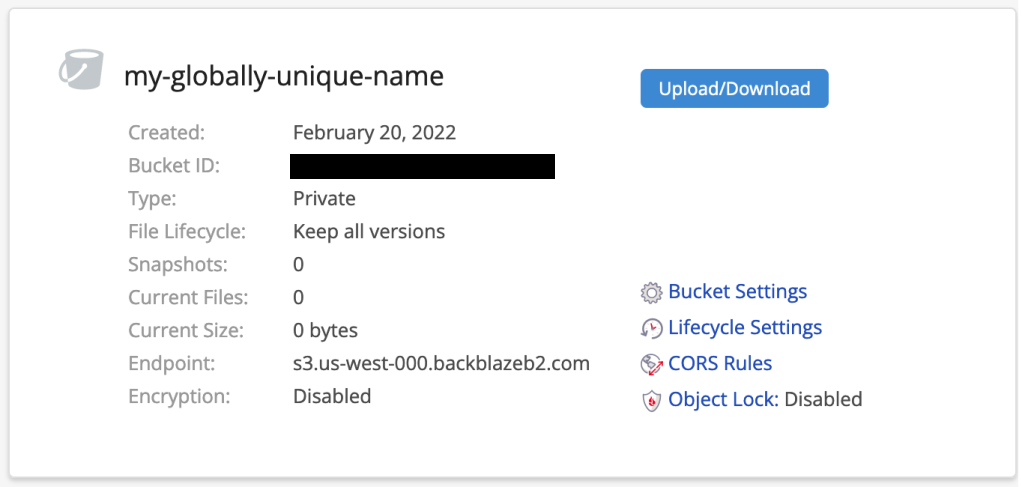 my-globally-unique-name
Upload/Download
Created: February 20, 2022
Bucket ID:
Type: Private
File Lifecycle: Keep all versions
Snapshots: 0
Current Files: 0
Current Size: 0 bytes
Endpoint: s3.us-west-000.backblazeb2.com
Encryption: Disabled
Bucket Settings
Lifecycle Settings
CORS Rules
Object Lock: Disabled